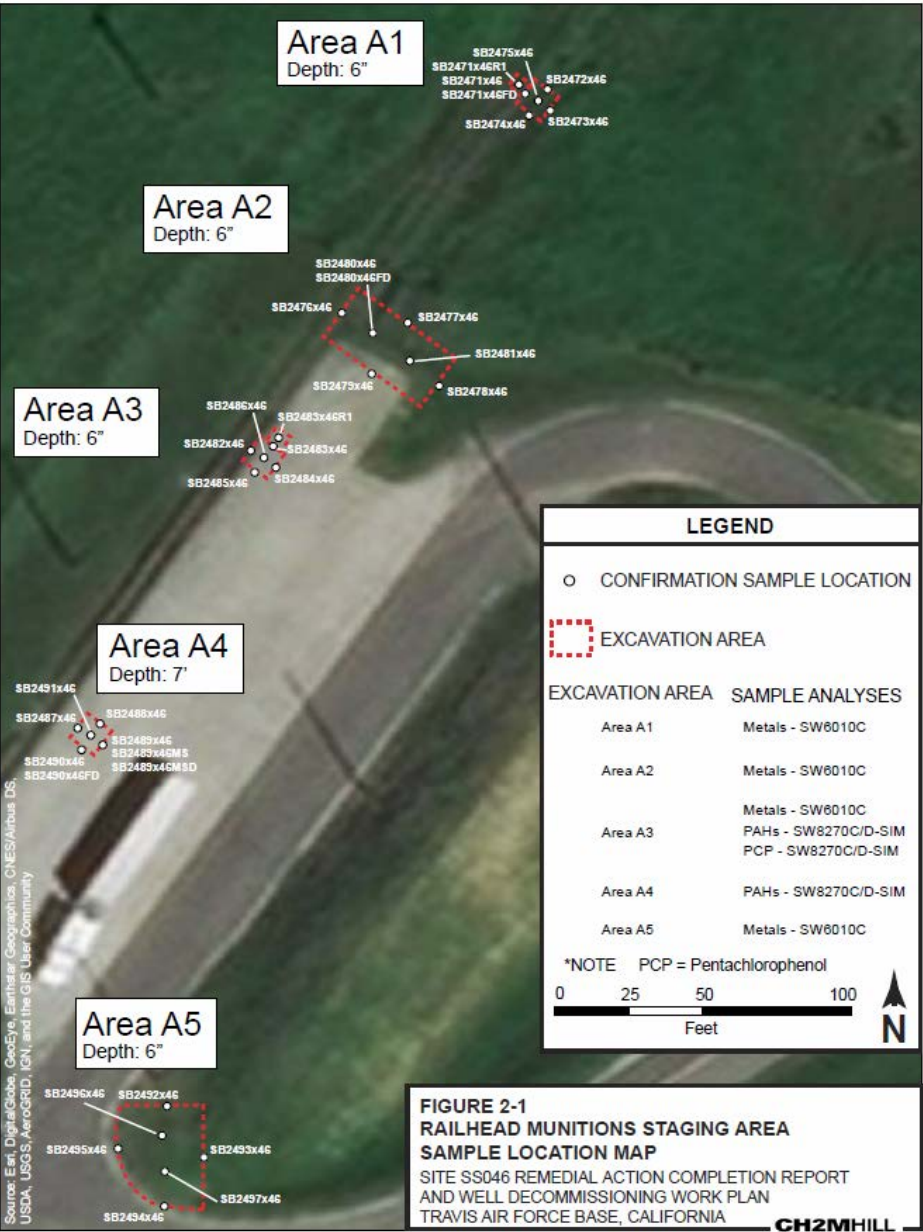 Area A1
Depth: 6”
SB2475x46
SB2471x46R1
SB2471x46
SB2472x46
SB2471x46FD
SB2474x46
SB2473x46
Area A2
Depth: 6”
SB2480x46
SB2480x46FD
SB2476x46
SB2477x46
SB2481x46
SB2479x46
SB2478x46
Area A3
Depth: 6”
SB2486x46
SB2483x46R1
SB2482x46
SB2483x46
SB2485x46
SB2484x46
Area A4
Depth: 7’
SB2491x46
SB2487x46
SB2488x46
SB2489x46
SB2489x46MS
SB2489x46MSD
SB2490x46
SB2490x46FD
Area A5
Depth: 6”
SB2496x46
SB2492x46
SB2495x46
SB2493x46
SB2497x46
SB2494x46
LEGEND
CONFIRMATION SAMPLE LOCATION
EXCAVATION AREA
EXCAVATION AREA SAMPLE ANALYSES
Area A1 Metals - SW6010C
Area A2 Metals - SW6010C
Metals - SW6010C
Area A3 PAHs - SW8270C/D-SIM
PCP - SW8270C/D-SIM
Area A4 PAHs - SW8270C/D-SIM
Area A5 Metals - SW6010C
*NOTE PCP = Pentachlorophenol
0 25 50 100
Feet
N
FIGURE 2-1
RAILHEAD MUNITIONS STAGING AREA
SAMPLE LOCATION MAP
SITE SS046 REMEDIAL ACTION COMPLETION REPORT
AND WELL DECOMMISSIONING WORK PLAN
TRAVIS AIR FORCE BASE, CALIFORNIA
CH2MHILL
Source: Esri, DigitalGlobe, GeoEye, Earthstar Geographics, CNES/Airbus DS,
USDA, USGS, AeroGRID, IGN, and the GIS User Community